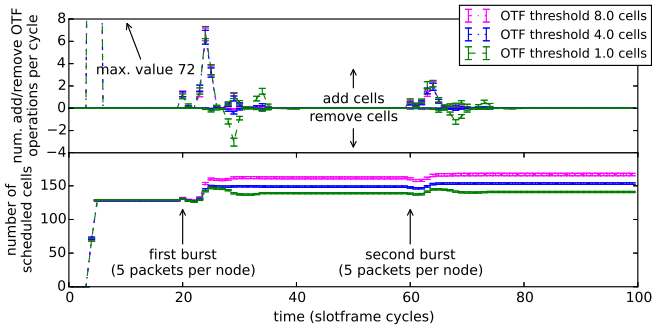 OTF threshold 8.0 cells
OTF threshold 4.0 cells
OTF threshold 1.0 cells
num. add/remove OTF
operations per cycle
8
6
4
2
0
−2
−4
max. value 72
add cells
remove cells
number of
scheduled cells
150
100
50
0
first burst
(5 packets per node)
second burst
(5 packets per node)
0 20 40 60 80 100
time (slotframe cycles)